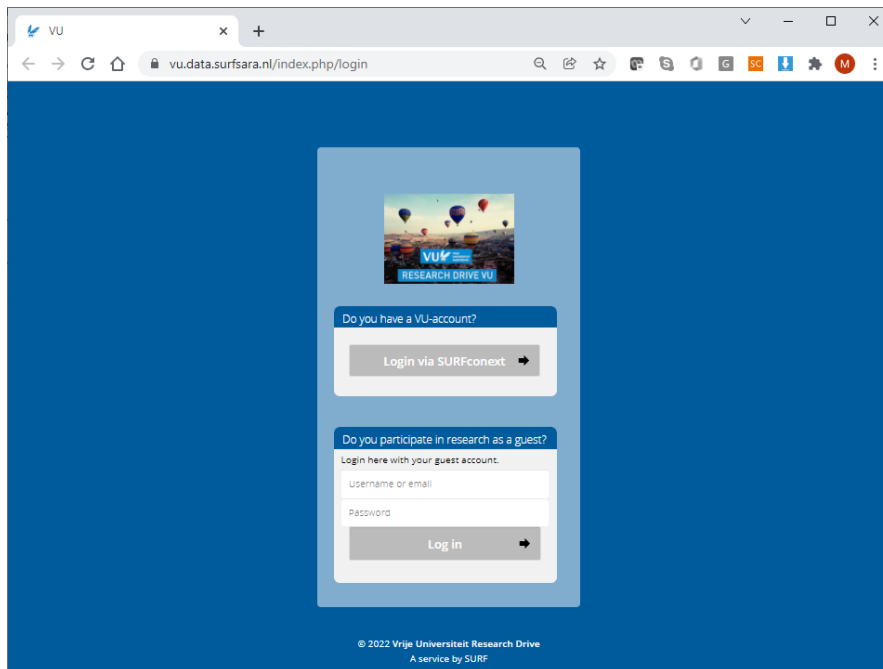 VU
vu.data.surfsara.nl/index.php/login
G
SC
M
VU
RESEARCH DRIVE VU
Do you have a VU-account?
Login via SURFconext
Do you participate in research as a guest?
Login here with your guest account.
Username or email
Password
Log in
© 2022 Vrije Universiteit Research Drive
A service by SURF